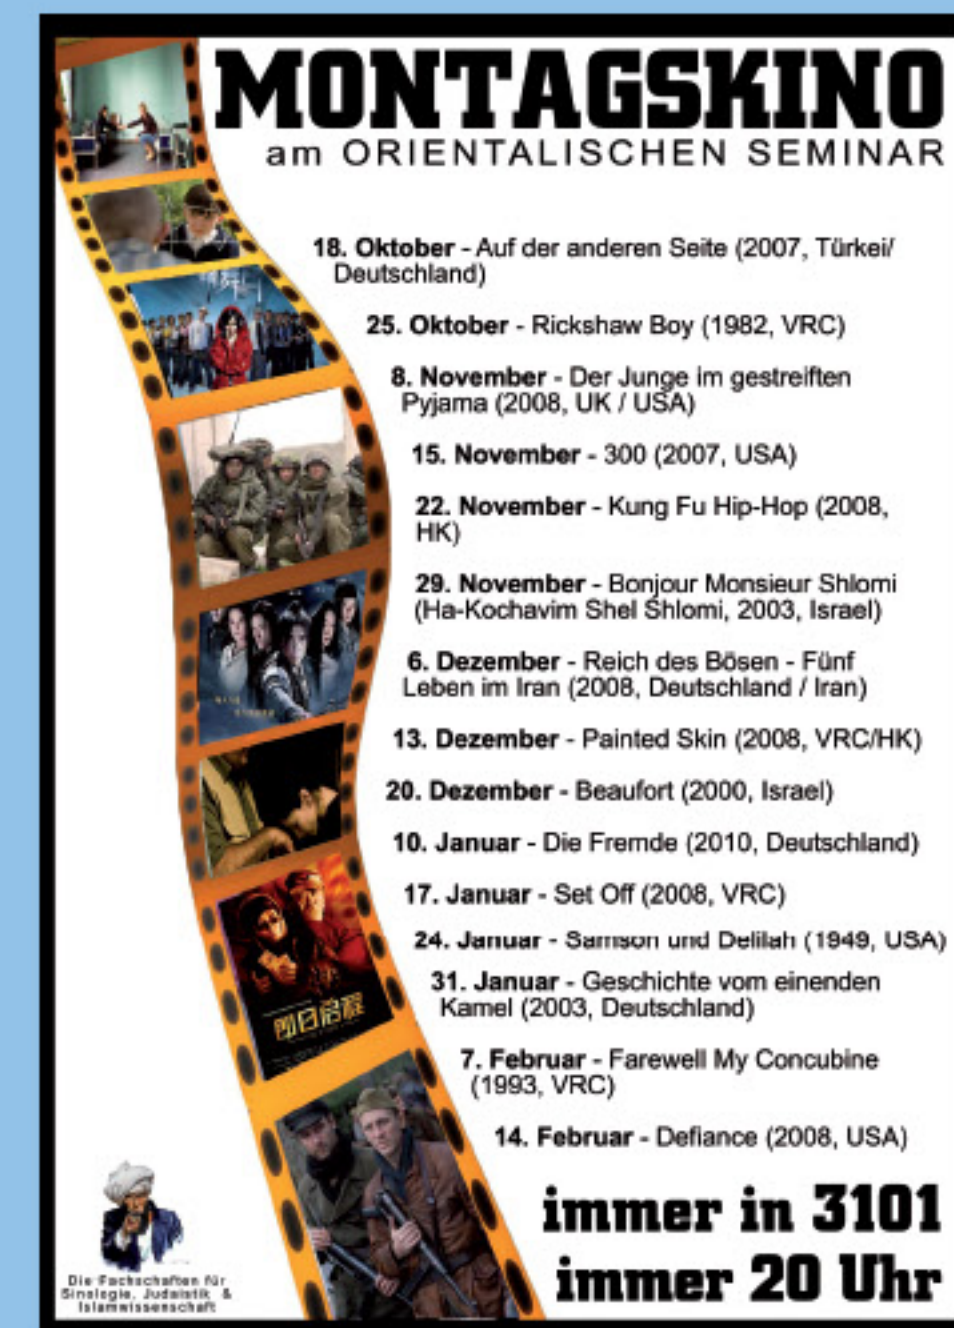 MONTAGSKINO
am ORIENTALISCHEN SEMINAR
18. Oktober - Auf der anderen Seite (2007, Türkei/
Deutschland)
25. Oktober - Rickshaw Boy (1982, VRC)
8. November - Der Junge im gestreiften
Pyjama (2008, UK / USA)
15. November - 300 (2007, USA)
22. November - Kung Fu Hip-Hop (2008,
HK)
29. November - Bonjour Monsieur Shlomi
(Ha-Kochavim Shel Shlomi, 2003, Israel)
6. Dezember - Reich des Bösen - Fünf
Leben im Iran (2008, Deutschland / Iran)
13. Dezember - Painted Skin (2008, VRC/HK)
20. Dezember - Beaufort (2000, Israel)
10. Januar - Die Fremde (2010, Deutschland)
17. Januar - Set Off (2008, VRC)
24. Januar - Samson und Delilah (1949, USA)
31. Januar - Geschichte vom einenden
Kamel (2003, Deutschland)
即日启程
7. Februar - Farewell My Concubine
(1993, VRC)
14. Februar - Defiance (2008, USA)
immer in 3101
immer 20 Uhr
Die Fachschaften für
Sinologie, Judaistik &
Islamwissenschaft